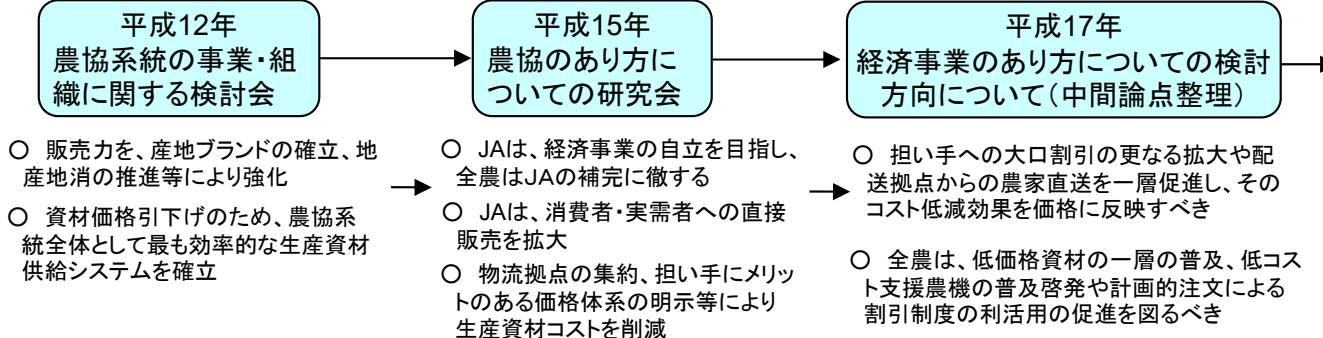 平成12年
農協系統の事業・組
織に関する検討会
○　販売力を、産地ブランドの確立、地
産地消の推進等により強化
○　資材価格引下げのため、農協系
統全体として最も効率的な生産資材
供給システムを確立
平成15年
農協のあり方に
ついての研究会
○　JAは、経済事業の自立を目指し、
全農はJAの補完に徹する
○　JAは、消費者・実需者への直接
販売を拡大
○　物流拠点の集約、担い手にメリッ
トのある価格体系の明示等により
生産資材コストを削減
平成17年
経済事業のあり方についての検討
方向について（中間論点整理）
○　担い手への大口割引の更なる拡大や配
送拠点からの農家直送を一層促進し、その
コスト低減効果を価格に反映すべき
○　全農は、低価格資材の一層の普及、低コス
ト支援農機の普及啓発や計画的注文による
割引制度の利活用の促進を図るべき